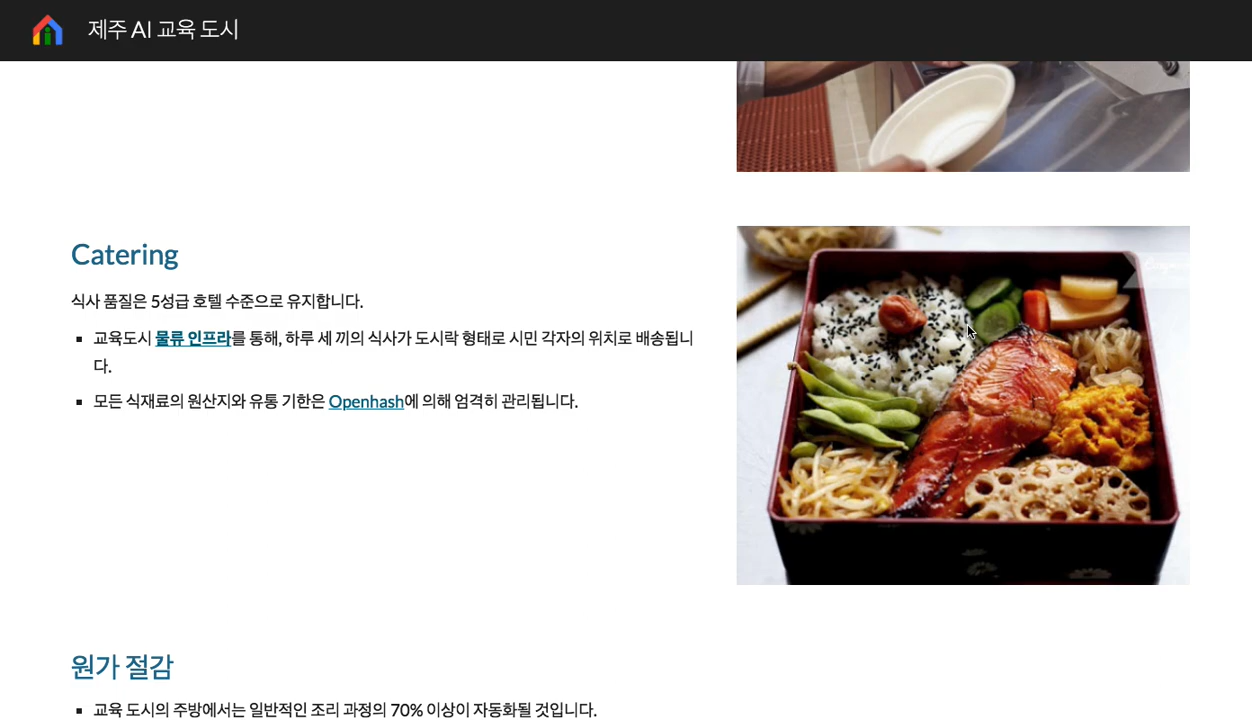 제주 AI 교육 도시
Catering
식사 품질은 5성급 호텔 수준으로 유지합니다.
▪ 교육도시 물류 인프라를 통해, 하루 세 끼의 식사가 도시락 형태로 시민 각자의 위치로 배송됩니
다.
▪ 모든 식재료의 원산지와 유통 기한은 Openhash에 의해 엄격히 관리됩니다.
원가 절감
▪ 교육 도시의 주방에서는 일반적인 조리 과정의 70% 이상이 자동화될 것입니다.